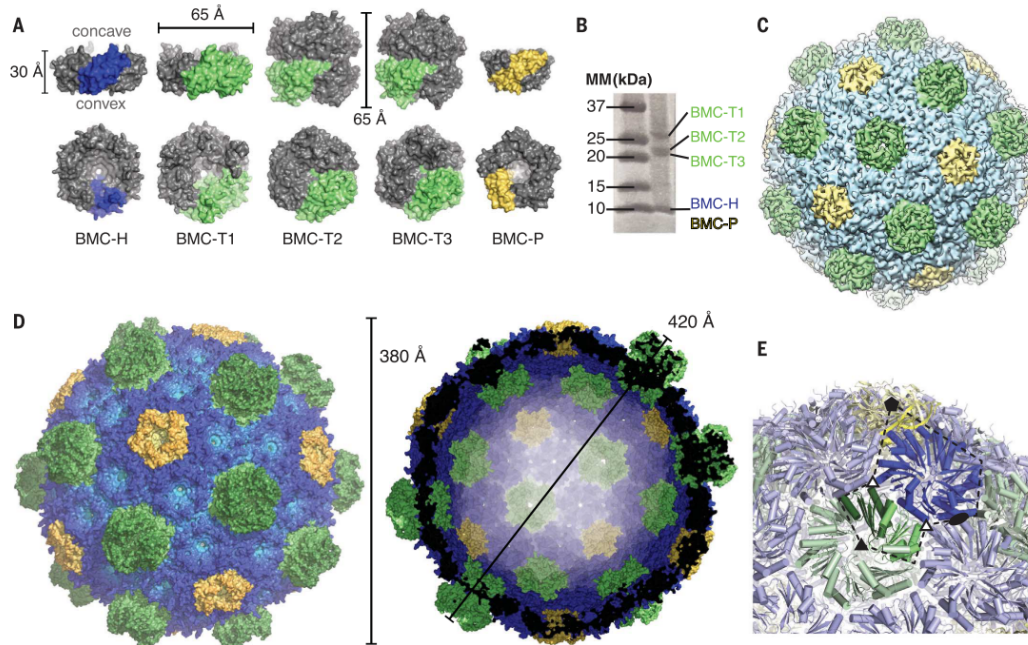 A
65 Å
concave
30 Å
convex
65 Å
BMC-H
BMC-T1
BMC-T2
BMC-T3
BMC-P
B
MM(kDa)
37
25
20
15
10
BMC-T1
BMC-T2
BMC-T3
BMC-H
BMC-P
C
D
380 Å
420 Å
E